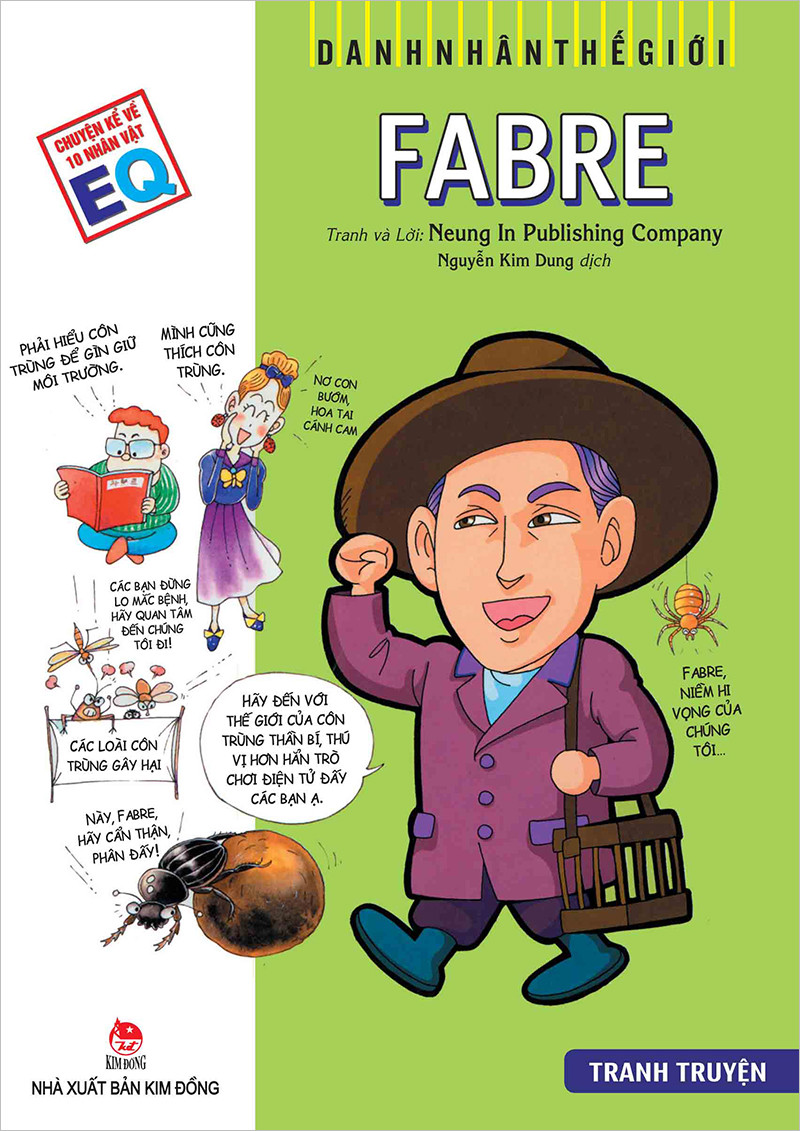 DANH NHÂN THẾ GIỚI
CHUYỆN KỂ VỀ
10 NHÂN VẬT
EQ
FABRE
Tranh và Lời: Neung In Publishing Company
Nguyễn Kim Dung dịch
PHẢI HIỂU CÔN
TRÙNG ĐỂ GÌN GIỮ
MÔI TRƯỜNG.
MÌNH CŨNG
THÍCH CÔN
TRÙNG.
NƠ CON
BƯỚM,
HOA TAI
CÁNH CAM
CÁC BẠN ĐỪNG
LO MẮC BỆNH,
HÃY QUAN TÂM
ĐẾN CHÚNG
TÔI ĐI!
CÁC LOÀI CÔN
TRÙNG GÂY HẠI
HÃY ĐẾN VỚI
THẾ GIỚI CỦA CÔN
TRÙNG THẦN BÍ, THÚ
VỊ HƠN HẲN TRÒ
CHƠI ĐIỆN TỬ ĐẤY
CÁC BẠN Ạ.
FABRE,
NIỀM HI
VỌNG CỦA
CHÚNG
TÔI...
NÀY, FABRE,
HÃY CẨN THẬN,
PHÂN ĐẤY!
KIM ĐỒNG
NHÀ XUẤT BẢN KIM ĐỒNG
TRANH TRUYỆN